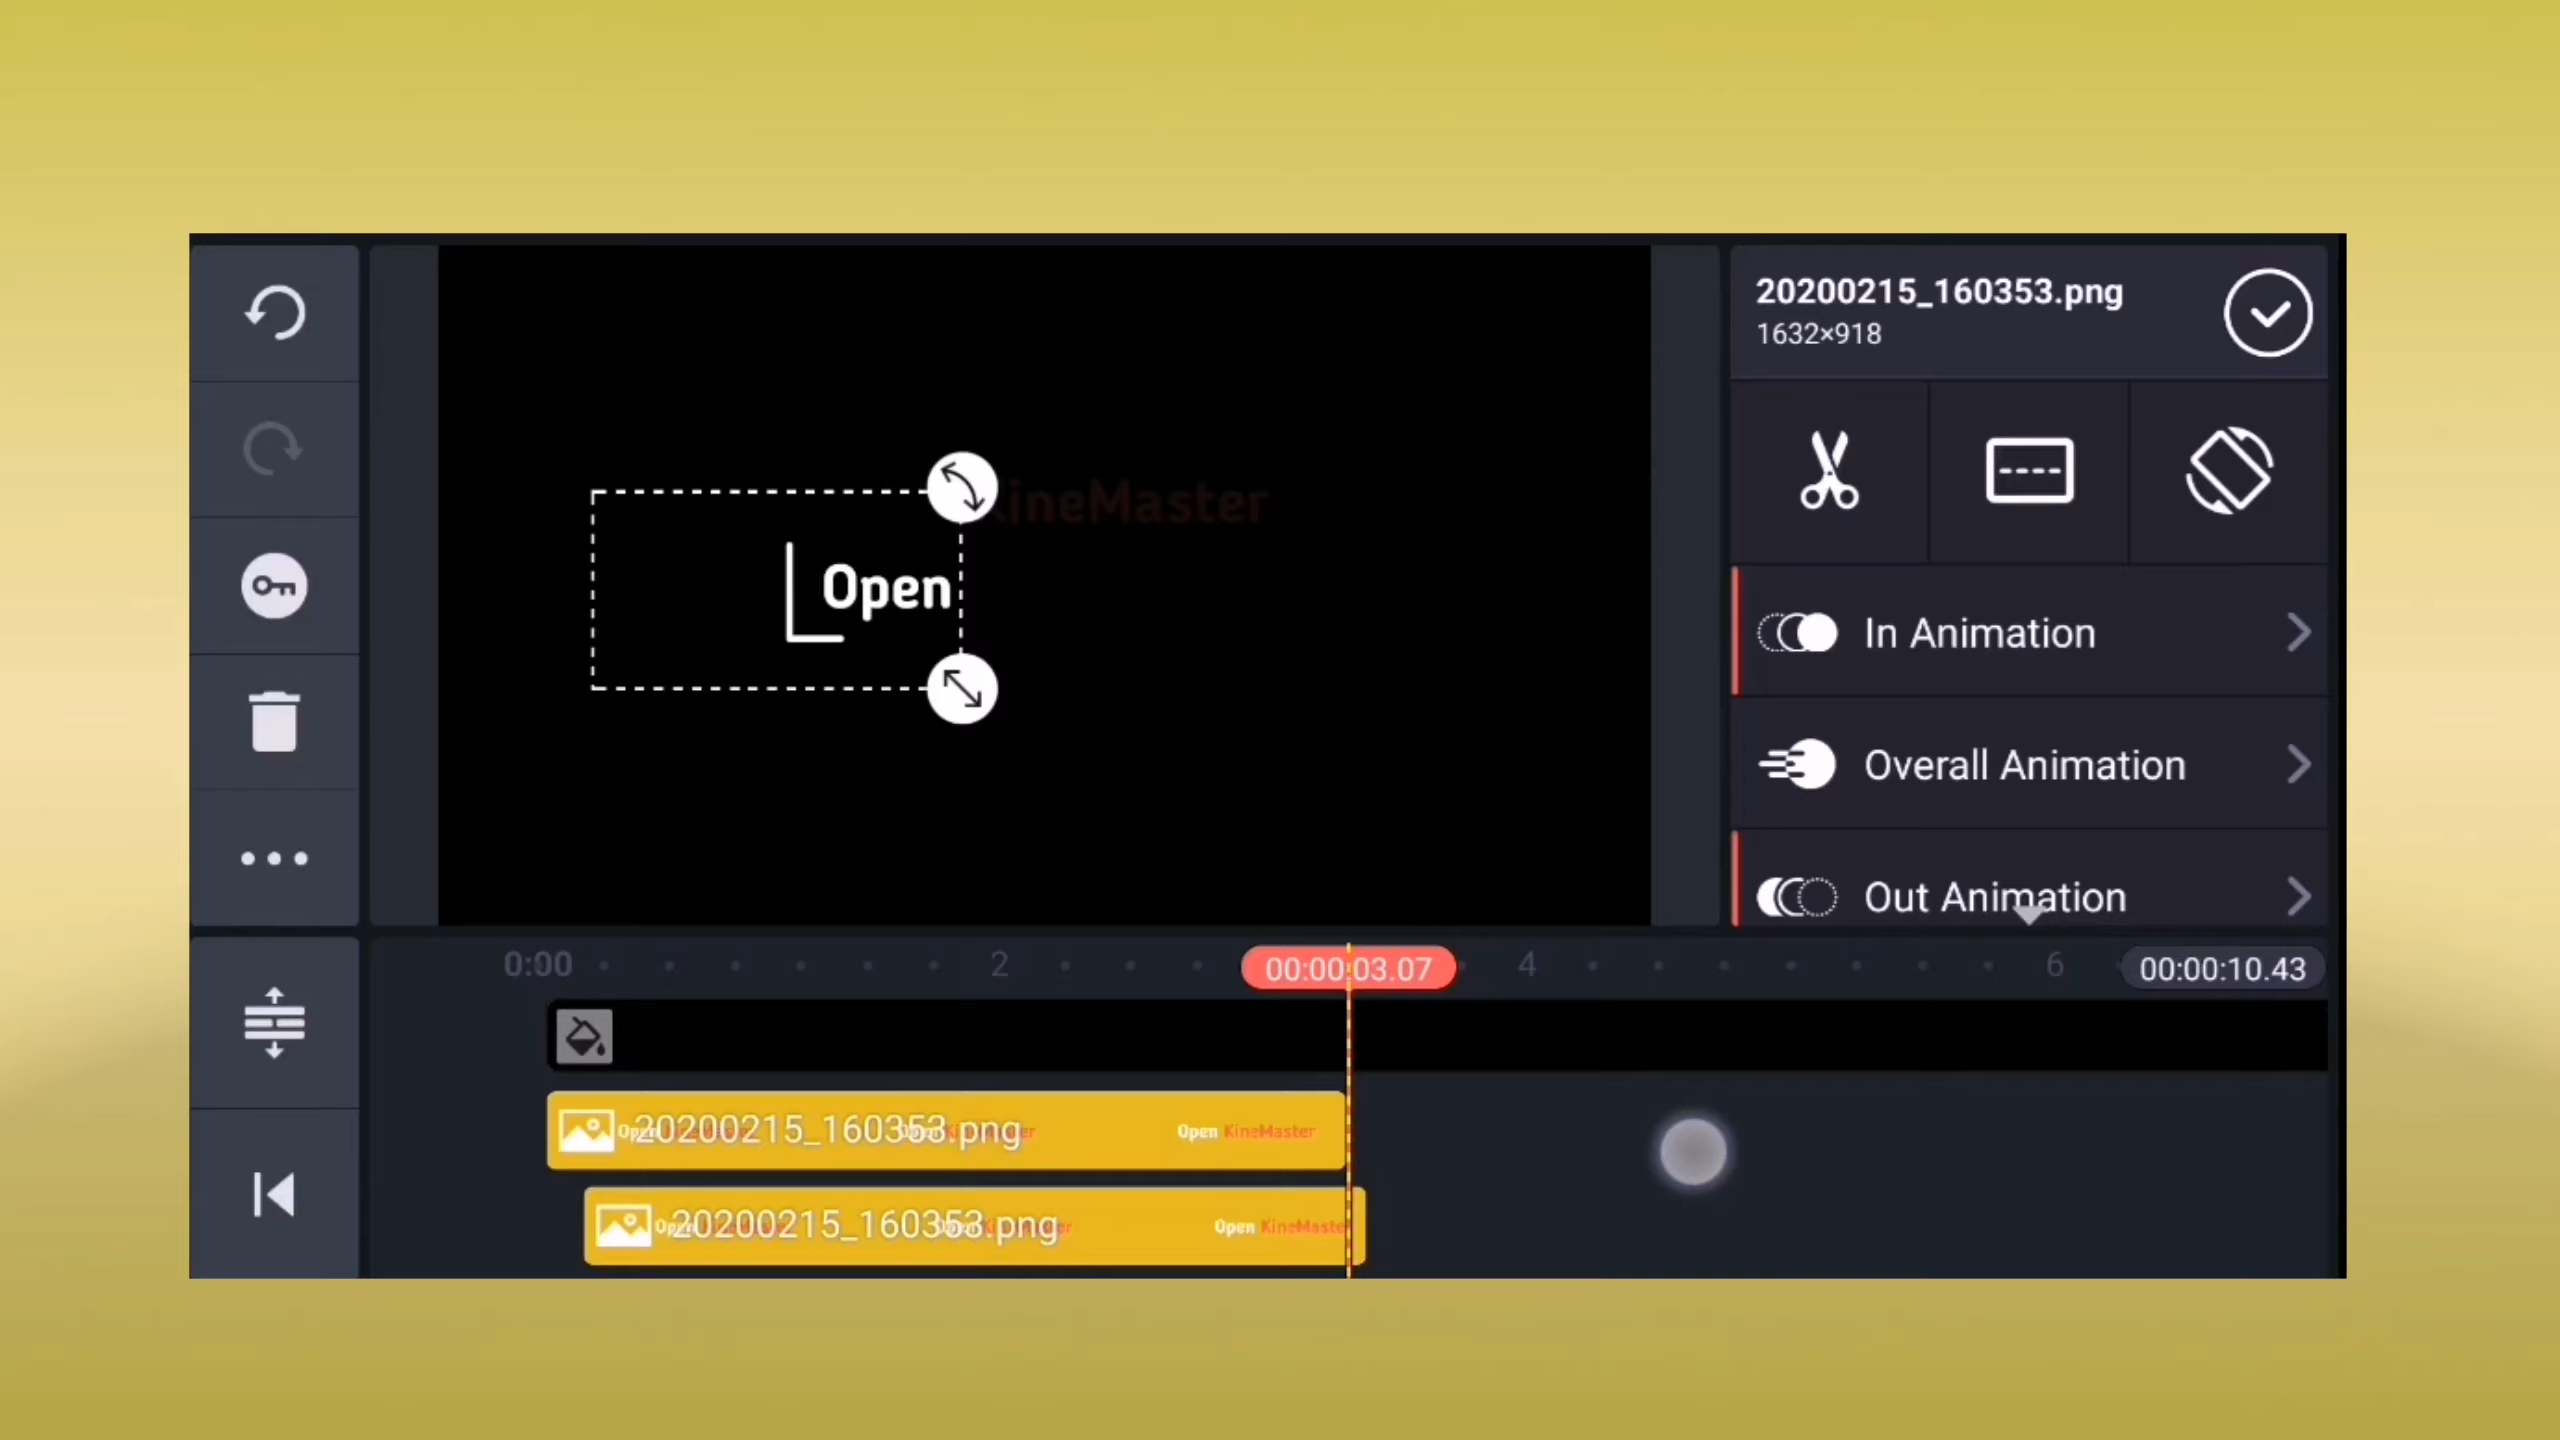 20200215_160353.png
1632×918
KineMaster
Open
In Animation
Overall Animation
Out Animation
0:00 2 00:00:03.07 4 6 00:00:10.43
20200215_160353.png Open KineMaster
20200215_160353.png Open KineMaste